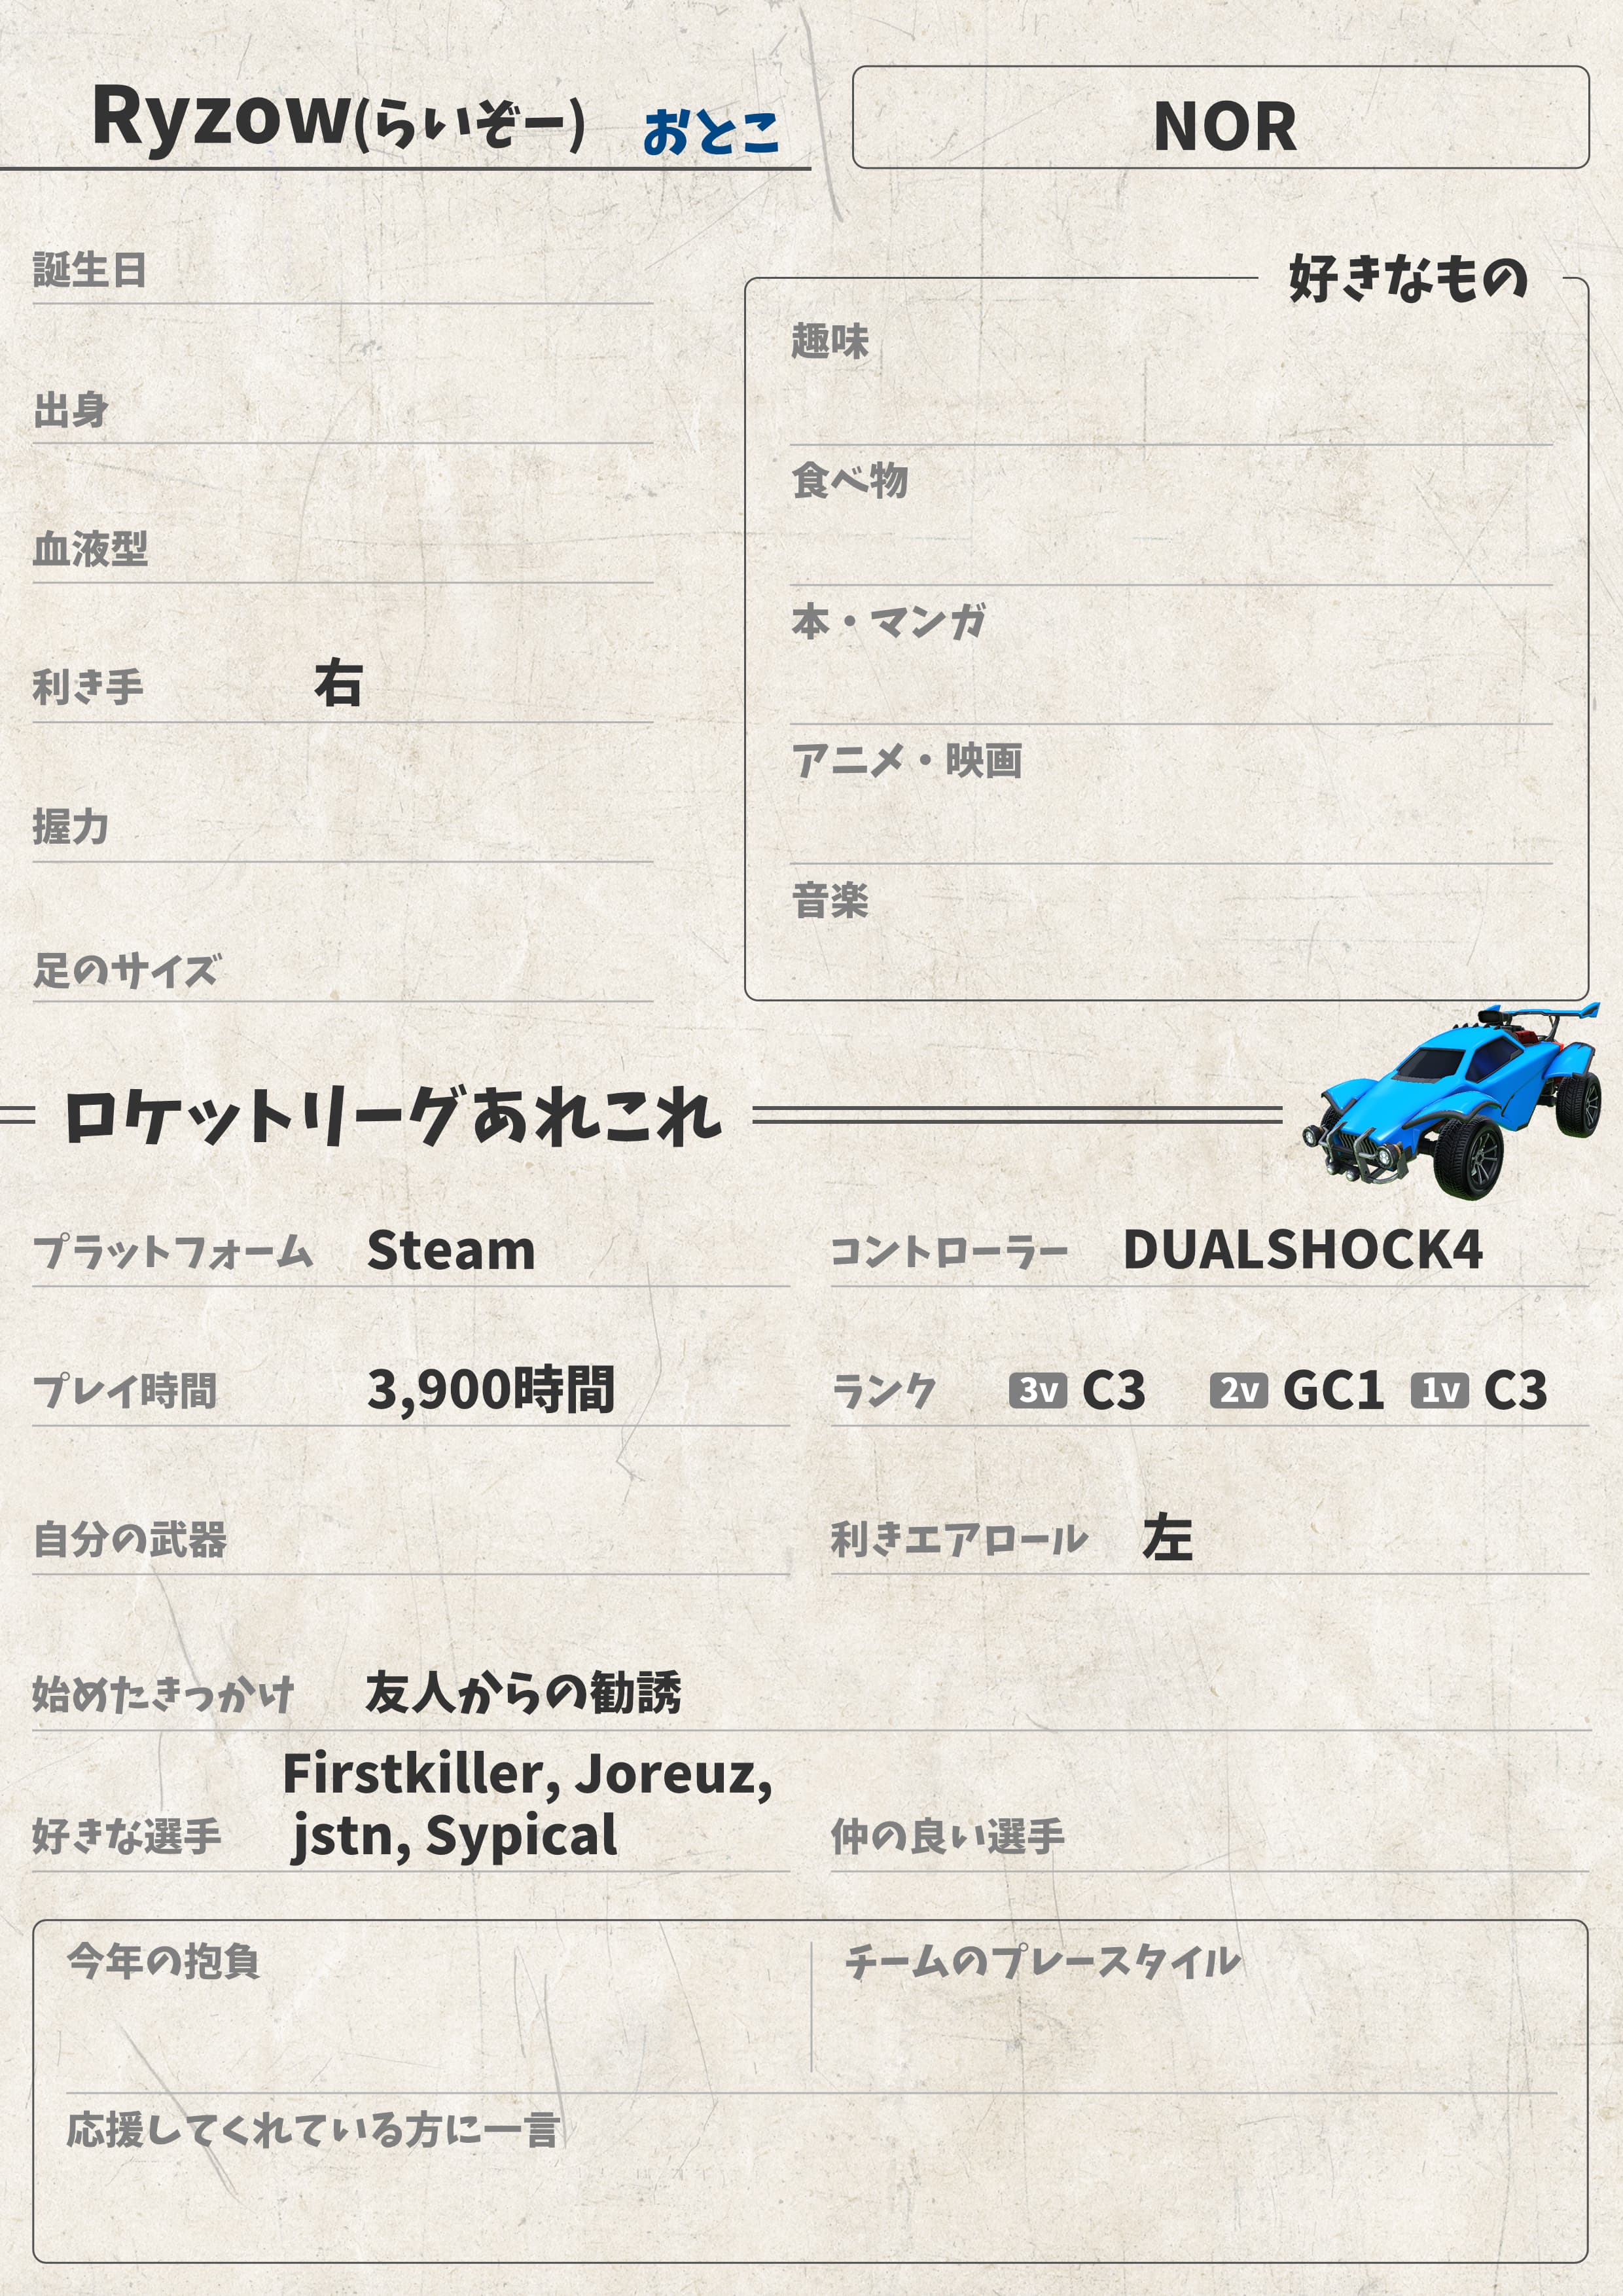 Ryzow(らいぞー) おとこ
NOR
誕生日
出身
血液型
利き手 右
握力
足のサイズ
好きなもの
趣味
食べ物
本・マンガ
アニメ・映画
音楽
ロケットリーグあれこれ
プラットフォーム Steam
コントローラー DUALSHOCK4
プレイ時間 3,900時間
ランク 3v C3 2v GC1 1v C3
自分の武器
利きエアロール 左
始めたきっかけ 友人からの勧誘
Firstkiller, Joreuz,
好きな選手 jstn, Sypical
仲の良い選手
今年の抱負
チームのプレースタイル
応援してくれている方に一言